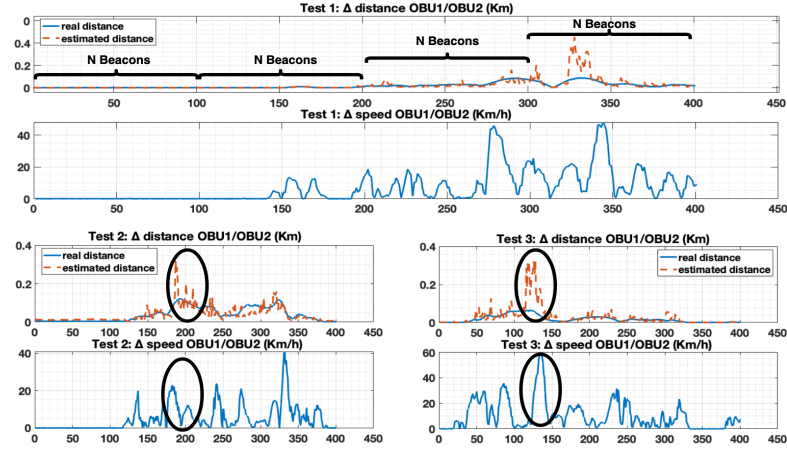 Test 1: Δ distance OBU1/OBU2 (Km)
real distance
estimated distance
N Beacons
N Beacons
N Beacons
N Beacons
0
0.4
0.2
0
50 100 150 200 250 300 350 400 450
Test 1: Δ speed OBU1/OBU2 (Km/h)
40
20
0
0 50 100 150 200 250 300 350 400 450
Test 2: Δ distance OBU1/OBU2 (Km)
0.4
0.2
0
real distance
estimated distance
0 50 100 150 200 250 300 350 400 450
Test 2: Δ speed OBU1/OBU2 (Km/h)
40
20
0
0 50 100 150 200 250 300 350 400 450
Test 3: Δ distance OBU1/OBU2 (Km)
0.4
0.2
0
real distance
estimated distance
0 50 100 150 200 250 300 350 400 450
Test 3: Δ speed OBU1/OBU2 (Km/h)
60
40
20
0
0 50 100 150 200 250 300 350 400 450